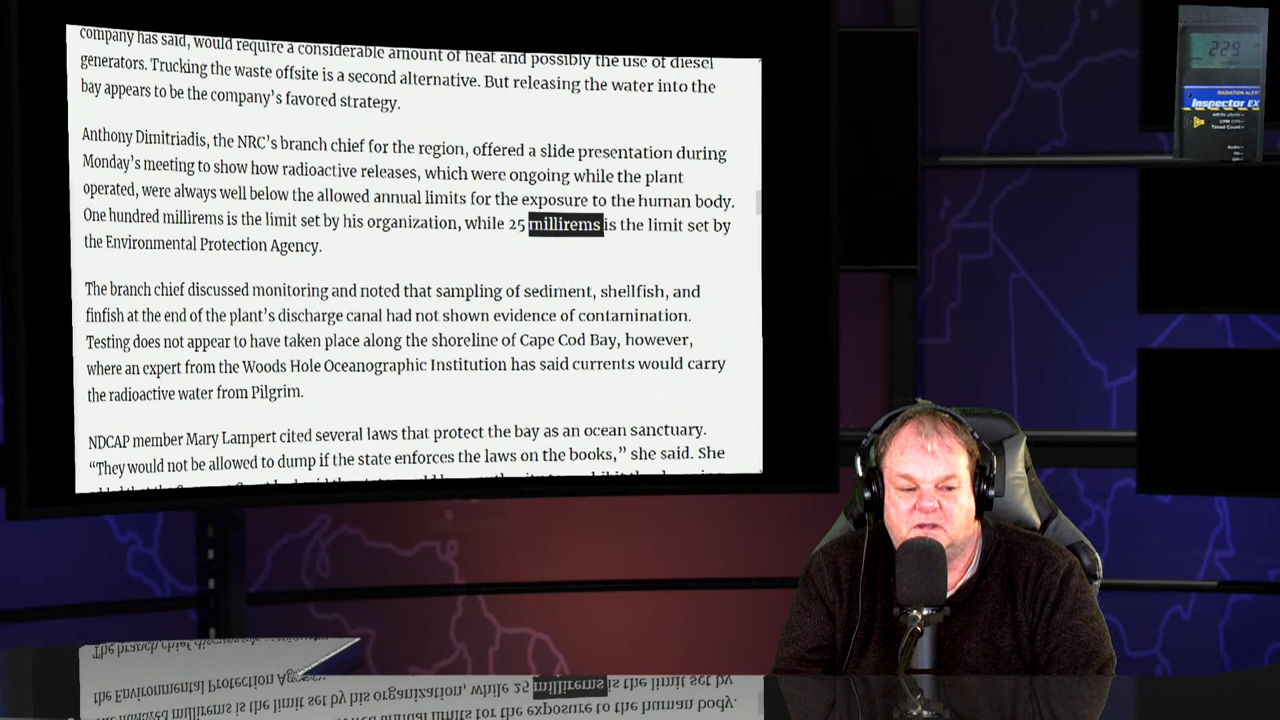 company has said, would require a considerable amount of heat and possibly the use of diesel
generators. Trucking the waste offsite is a second alternative. But releasing the water into the
bay appears to be the company's favored strategy.
Anthony Dimitriadis, the NRC's branch chief for the region, offered a slide presentation during
Monday's meeting to show how radioactive releases, which were ongoing while the plant
operated, were always well below the allowed annual limits for the exposure to the human body.
One hundred millirems is the limit set by his organization, while 25 millirems is the limit set by
the Environmental Protection Agency.
The branch chief discussed monitoring and noted that sampling of sediment, shellfish, and
finfish at the end of the plant's discharge canal had not shown evidence of contamination.
Testing does not appear to have taken place along the shoreline of Cape Cod Bay, however,
where an expert from the Woods Hole Oceanographic Institution has said currents would carry
the radioactive water from Pilgrim.
NDCAP member Mary Lampert cited several laws that protect the bay as an ocean sanctuary.
“They would not be allowed to dump if the state enforces the laws on the books,” she said. She
229
RADIATION ALERT
Inspector EX